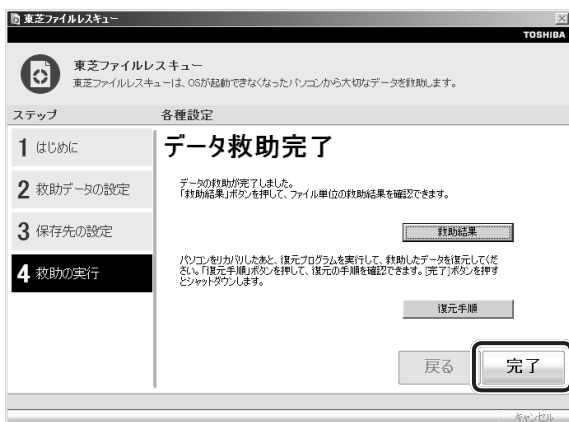 東芝ファイルレスキュー
TOSHIBA
東芝ファイルレスキュー
東芝ファイルレスキューは、OSが起動できなくなったパソコンから大切なデータを救助します。
ステップ
各種設定
1 はじめに
2 救助データの設定
3 保存先の設定
4 救助の実行
データ救助完了
データの救助が完了しました。
「救助結果」ボタンを押して、ファイル単位の救助結果を確認できます。
救助結果
パソコンをリカバリしたあと、復元プログラムを実行して、救助したデータを復元してくだ
さい。「復元手順」ボタンを押して、復元の手順を確認できます。[完了]ボタンを押す
とシャットダウンします。
復元手順
戻る
完了
キャンセル